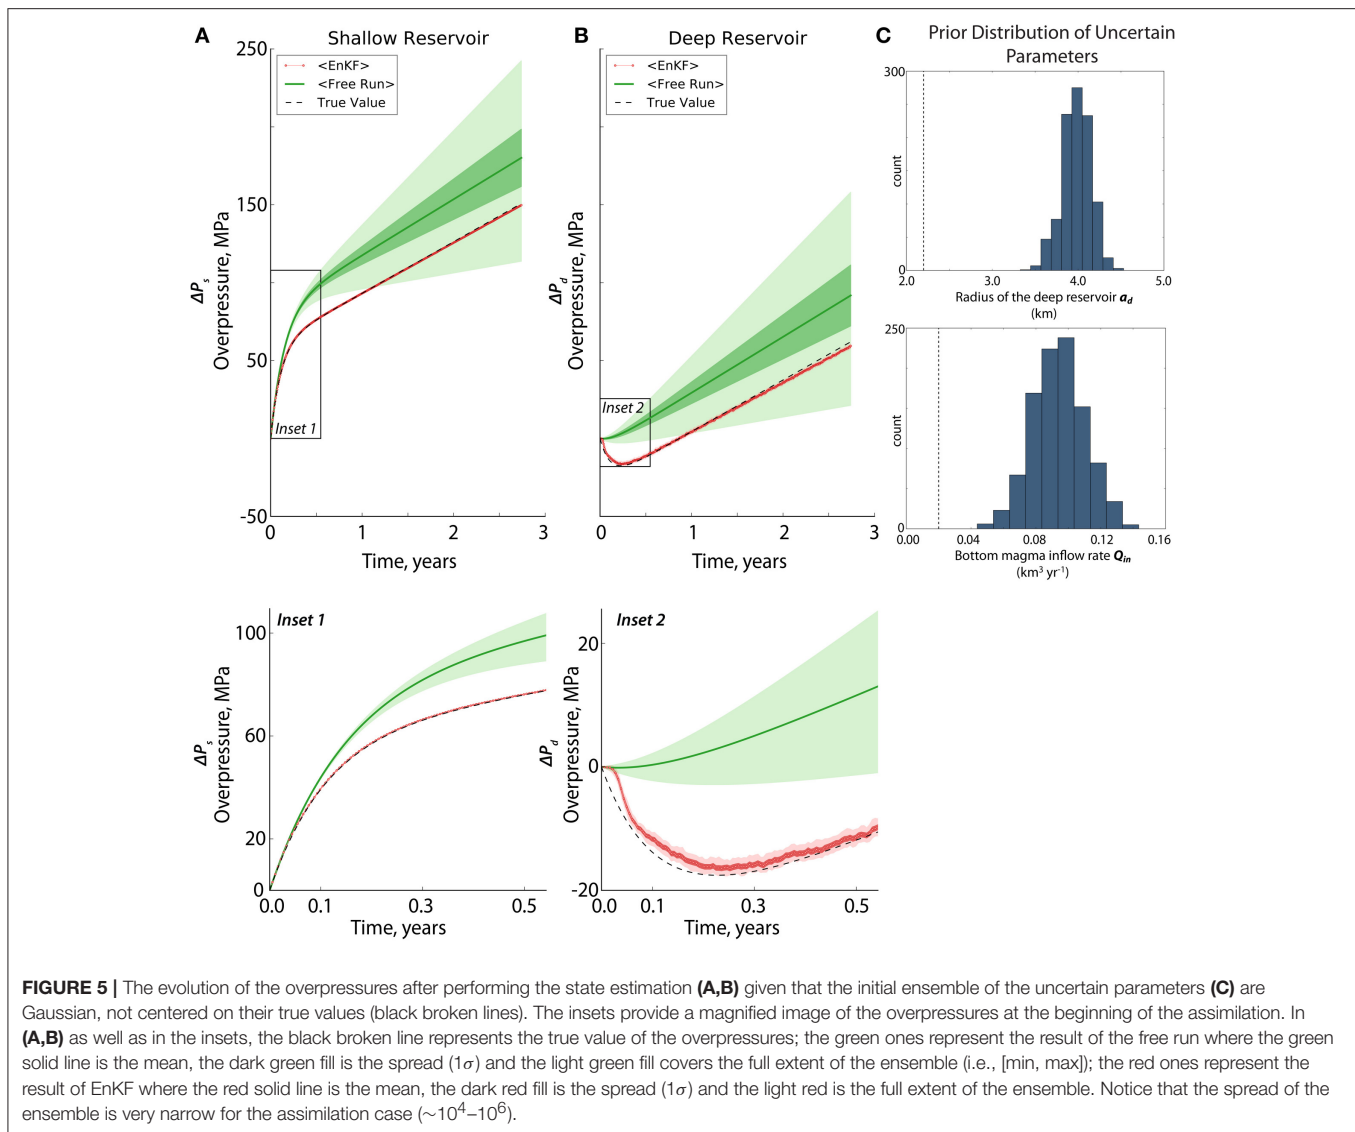 A
Shallow Reservoir
250
150
50
-50
ΔPs
Overpressure, MPa
<EnKF>
<Free Run>
True Value
Inset 1
0
1
2
3
Time, years
B
Deep Reservoir
ΔPd
Overpressure, MPa
<EnKF>
<Free Run>
True Value
Inset 2
0
1
2
3
Time, years
C
Prior Distribution of Uncertain
Parameters
300
count
0
2.0
3.0
4.0
5.0
Radius of the deep reservoir ad
(km)
250
count
0
0.00
0.04
0.08
0.12
0.16
Bottom magma inflow rate Qin
(km³ yr⁻¹)
Inset 1
100
60
20
0
ΔPs
Overpressure, MPa
0.0
0.1
0.3
0.5
Time, years
Inset 2
20
0
-20
ΔPd
Overpressure, MPa
0.0
0.1
0.3
0.5
Time, years
FIGURE 5 | The evolution of the overpressures after performing the state estimation (A,B) given that the initial ensemble of the uncertain parameters (C) are
Gaussian, not centered on their true values (black broken lines). The insets provide a magnified image of the overpressures at the beginning of the assimilation. In
(A,B) as well as in the insets, the black broken line represents the true value of the overpressures; the green ones represent the result of the free run where the green
solid line is the mean, the dark green fill is the spread (1σ) and the light green fill covers the full extent of the ensemble (i.e., [min, max]); the red ones represent the
result of EnKF where the red solid line is the mean, the dark red fill is the spread (1σ) and the light red is the full extent of the ensemble. Notice that the spread of the
ensemble is very narrow for the assimilation case (∼10⁴–10⁶).